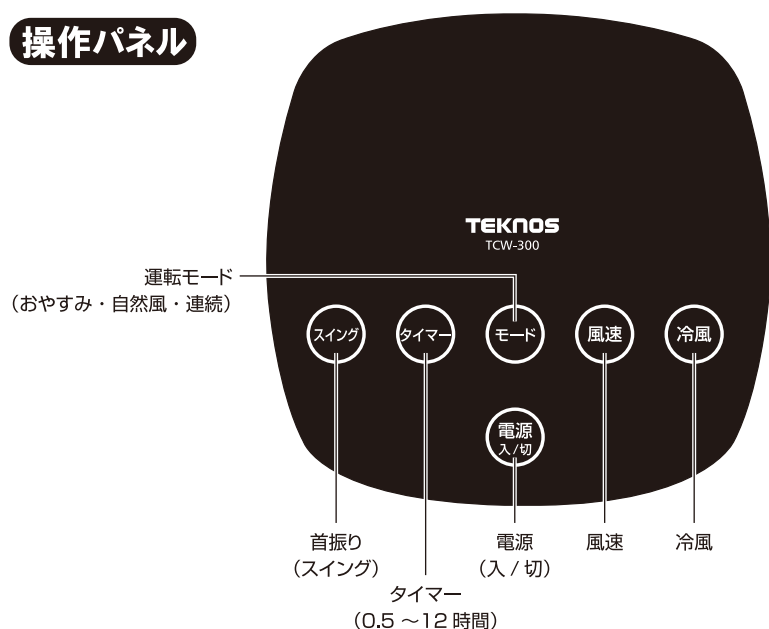 操作パネル
TEKNOS
TCW-300
運転モード
（おやすみ・自然風・連続）
スイング
タイマー
モード
風速
冷風
電源
入/切
首振り
（スイング）
タイマー
（0.5 ～12 時間）
電源
（入 / 切）
風速
冷風